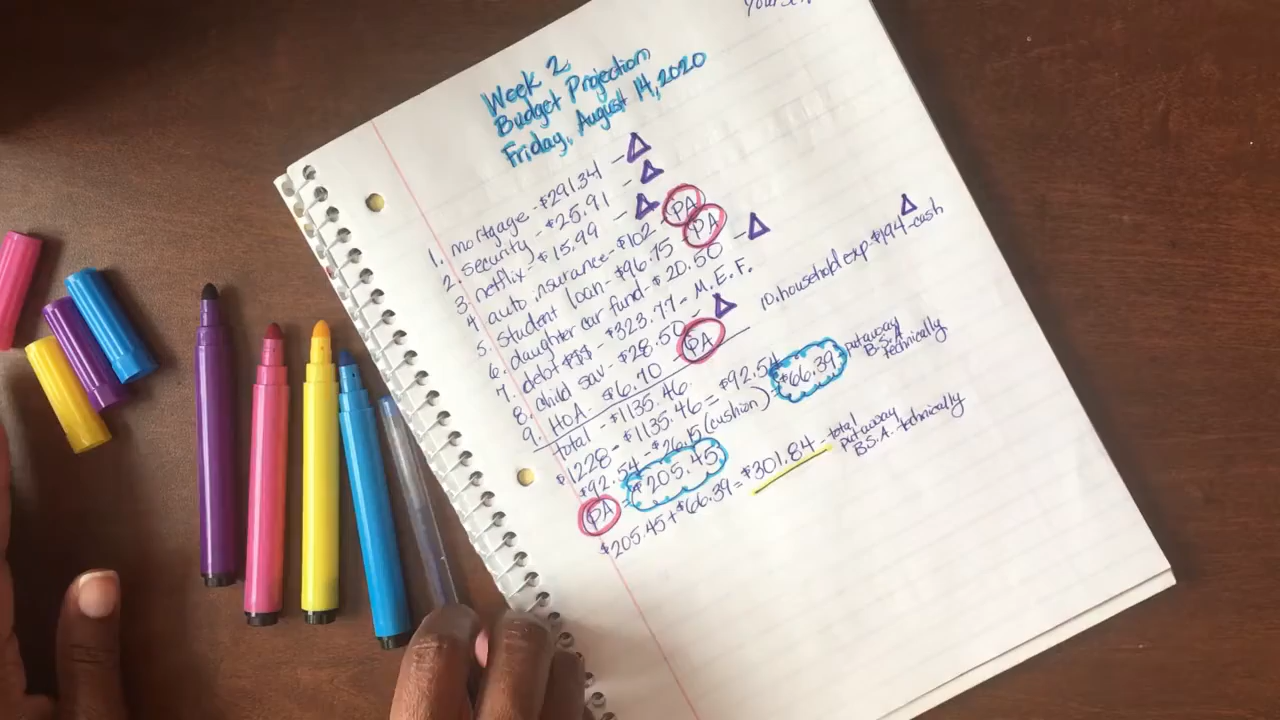 yourself
Week 2
Budget Projection
Friday, August 14, 2020
1. mortgage - $291.34 - Δ
2. security - $25.91 - Δ
3. netflix - $15.99 - Δ
4. auto insurance - $102 - PA
5. student loan - $96.75 PA
6. daughter car fund - $20.50 - Δ
7. debt $$$ - $323.77 - M.E.F.
8. child sav - $28.50 - Δ
9. HOA - $6.70 PA
10. household exp - $194 - cash Δ
total - $1135.46
$1228 - $1135.46 = $92.54
$92.54 - $26.15 (cushion) = $66.39 putaway B.S.A. technically
PA = $205.45
$205.45 + $66.39 = $301.84 - total putaway B.S.A. technically